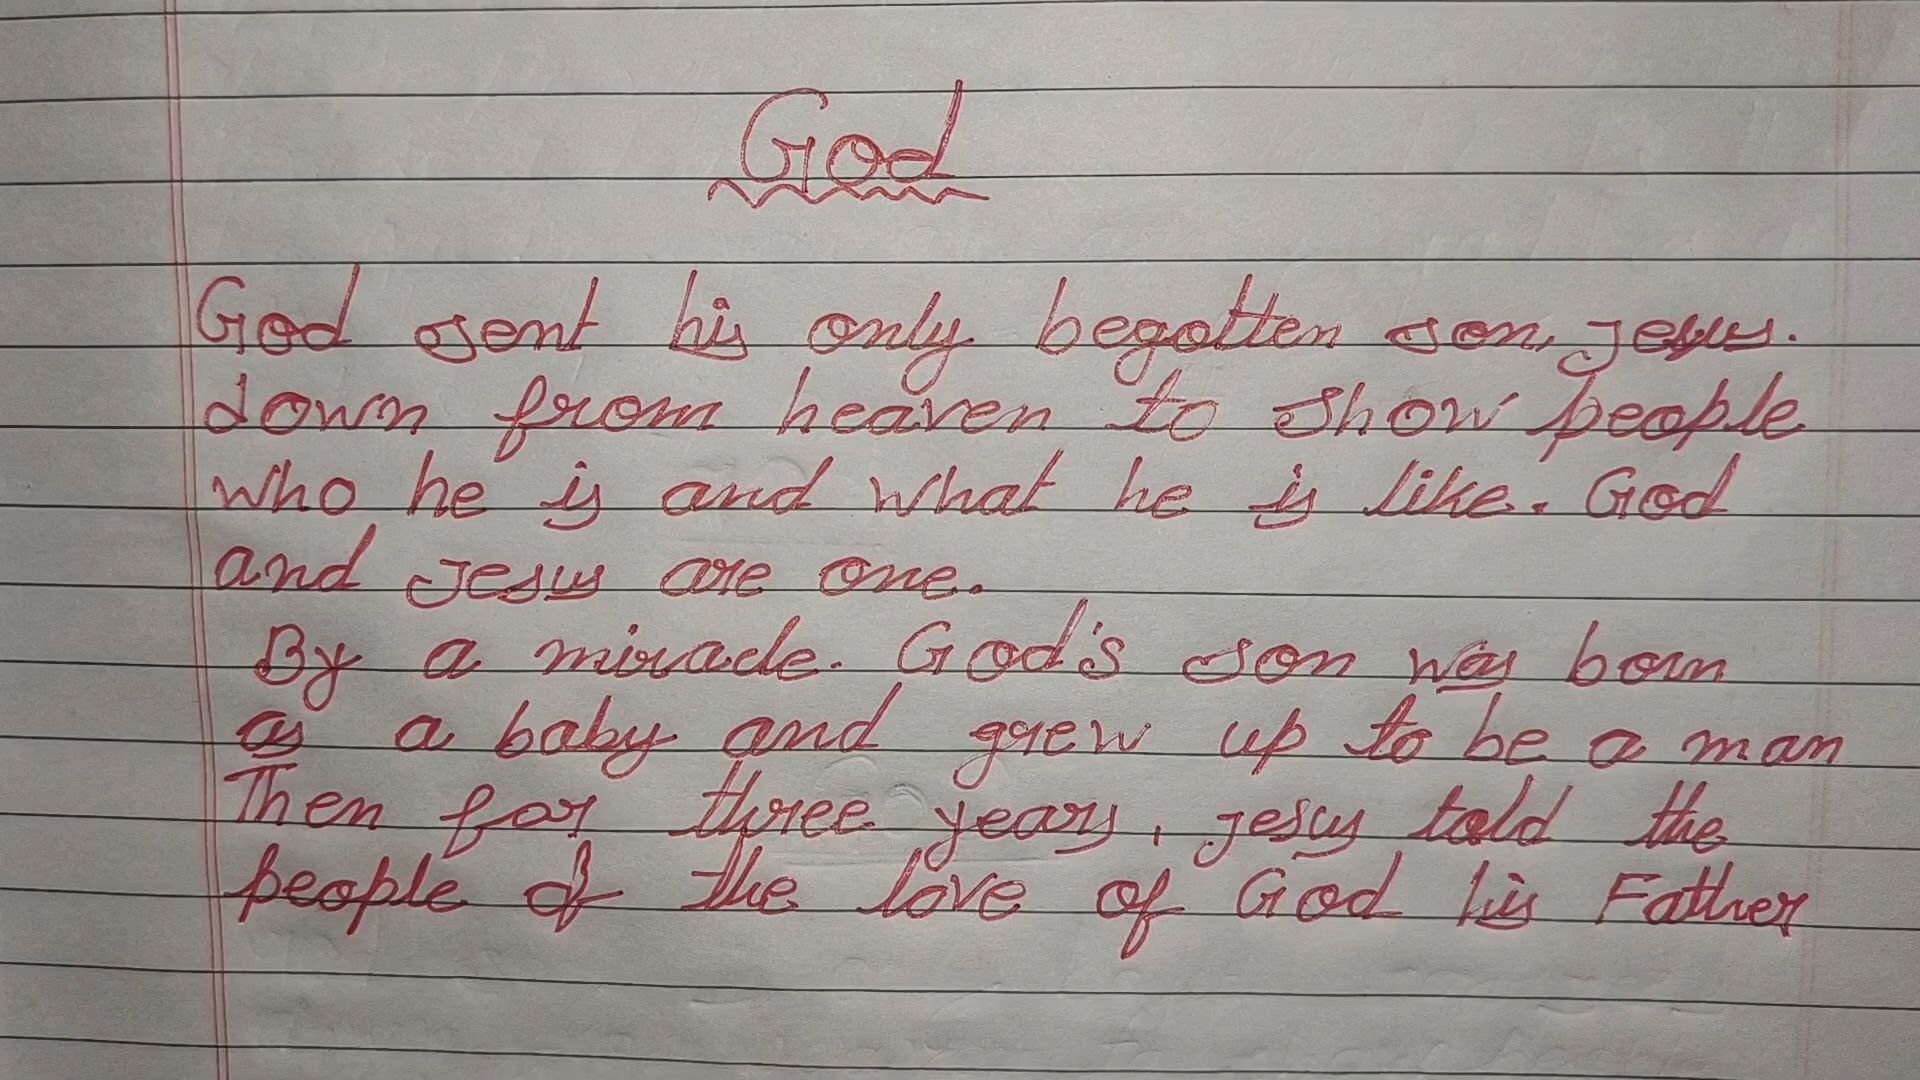 God
God sent his only begotten son, Jesus.
down from heaven to show people
who he is and what he is like. God
and Jesus are one.
By a miracle. God's son was born
as a baby and grew up to be a man
Then for three years, jesus told the
people of the love of God his Father